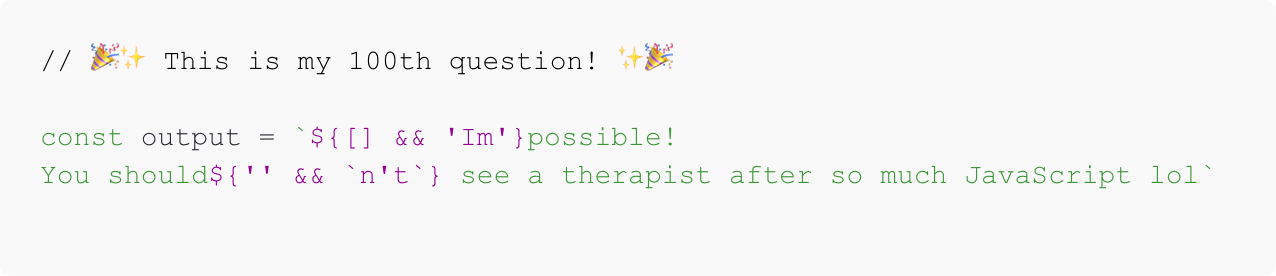 // 🎉✨ This is my 100th question! ✨🎉
const output = `${[] && 'Im'}possible!
You should${'' && `n't`} see a therapist after so much JavaScript lol`